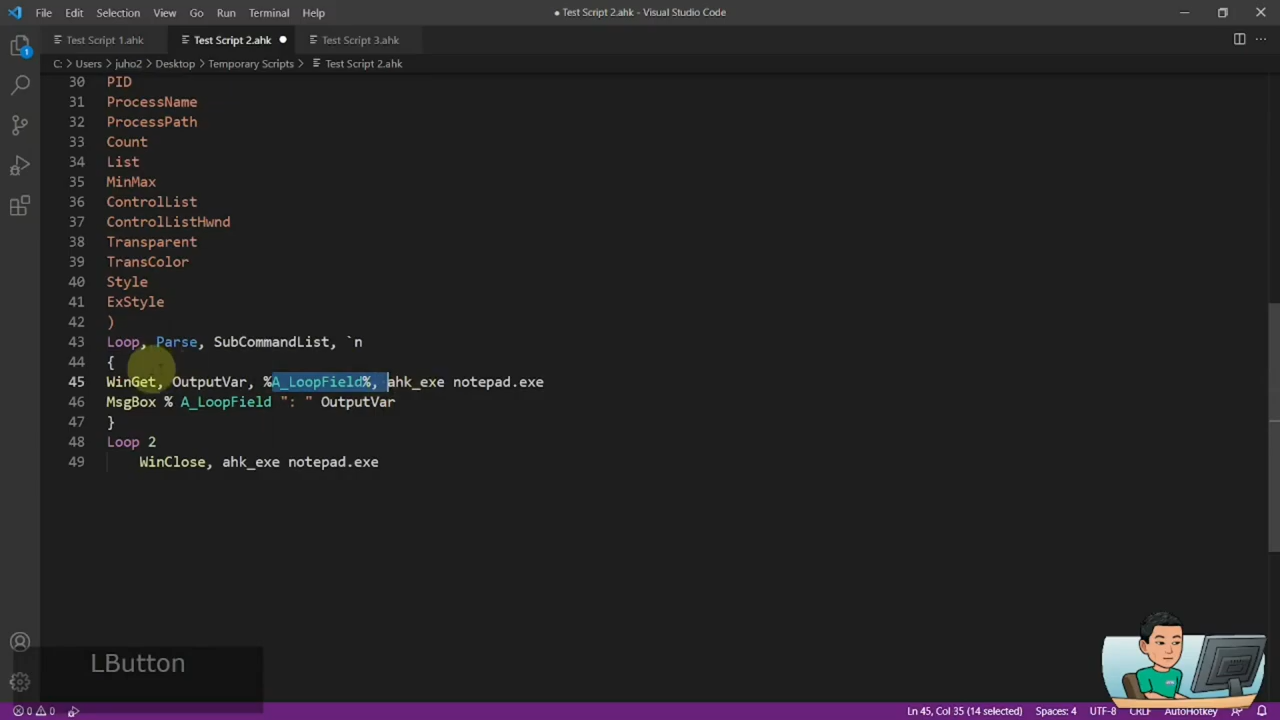 File Edit Selection View Go Run Terminal Help
● Test Script 2.ahk - Visual Studio Code
Test Script 1.ahk Test Script 2.ahk ● Test Script 3.ahk
C: > Users > juho2 > Desktop > Temporary Scripts > Test Script 2.ahk
30 PID
31 ProcessName
32 ProcessPath
33 Count
34 List
35 MinMax
36 ControlList
37 ControlListHwnd
38 Transparent
39 TransColor
40 Style
41 ExStyle
42 )
43 Loop, Parse, SubCommandList, `n
44 {
45 WinGet, OutputVar, %A_LoopField%, ahk_exe notepad.exe
46 MsgBox % A_LoopField ": " OutputVar
47 }
48 Loop 2
49 WinClose, ahk_exe notepad.exe
1
LButton
0 0 Ln 45, Col 35 (14 selected) Spaces: 4 UTF-8 CRLF AutoHotkey